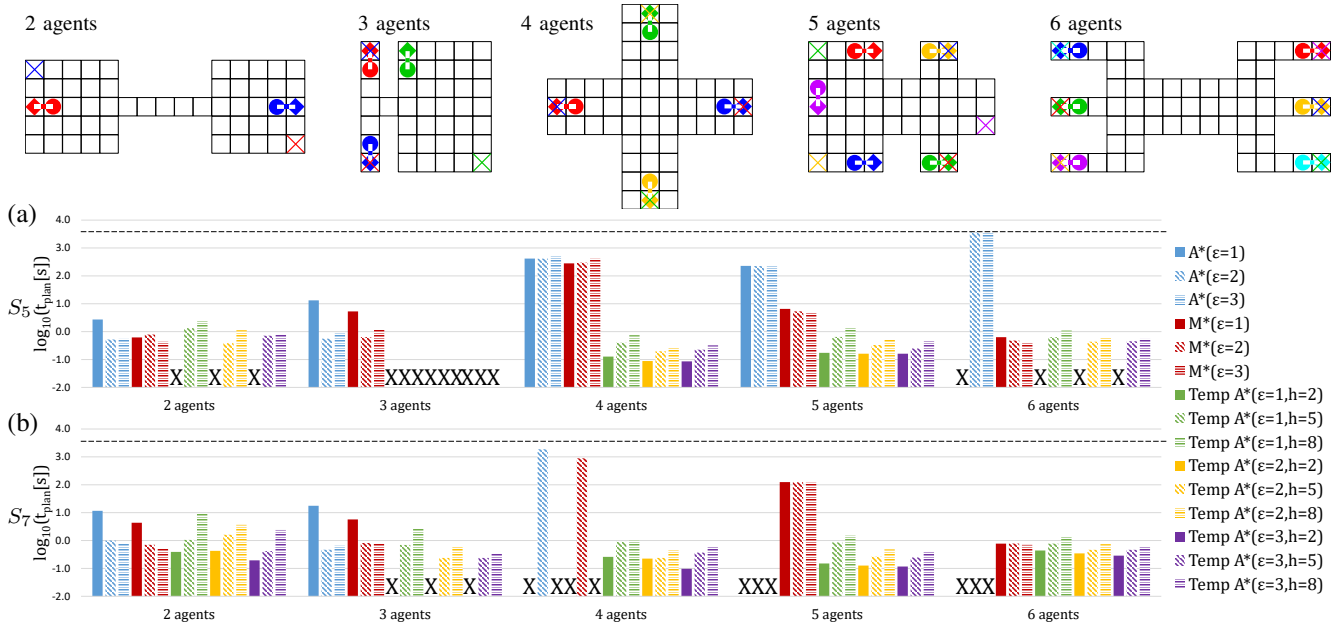 2 agents
3 agents
4 agents
5 agents
6 agents
(a)
4.0
3.0
2.0
1.0
0.0
-1.0
-2.0
S5
log10(tplan[s])
X X X
XXXXXXXXX
X X X X
2 agents
3 agents
4 agents
5 agents
6 agents
(b)
4.0
3.0
2.0
1.0
0.0
-1.0
-2.0
S7
log10(tplan[s])
X X X
X XX X
XXX
XXX
2 agents
3 agents
4 agents
5 agents
6 agents
A*(ε=1)
A*(ε=2)
A*(ε=3)
M*(ε=1)
M*(ε=2)
M*(ε=3)
Temp A*(ε=1,h=2)
Temp A*(ε=1,h=5)
Temp A*(ε=1,h=8)
Temp A*(ε=2,h=2)
Temp A*(ε=2,h=5)
Temp A*(ε=2,h=8)
Temp A*(ε=3,h=2)
Temp A*(ε=3,h=5)
Temp A*(ε=3,h=8)